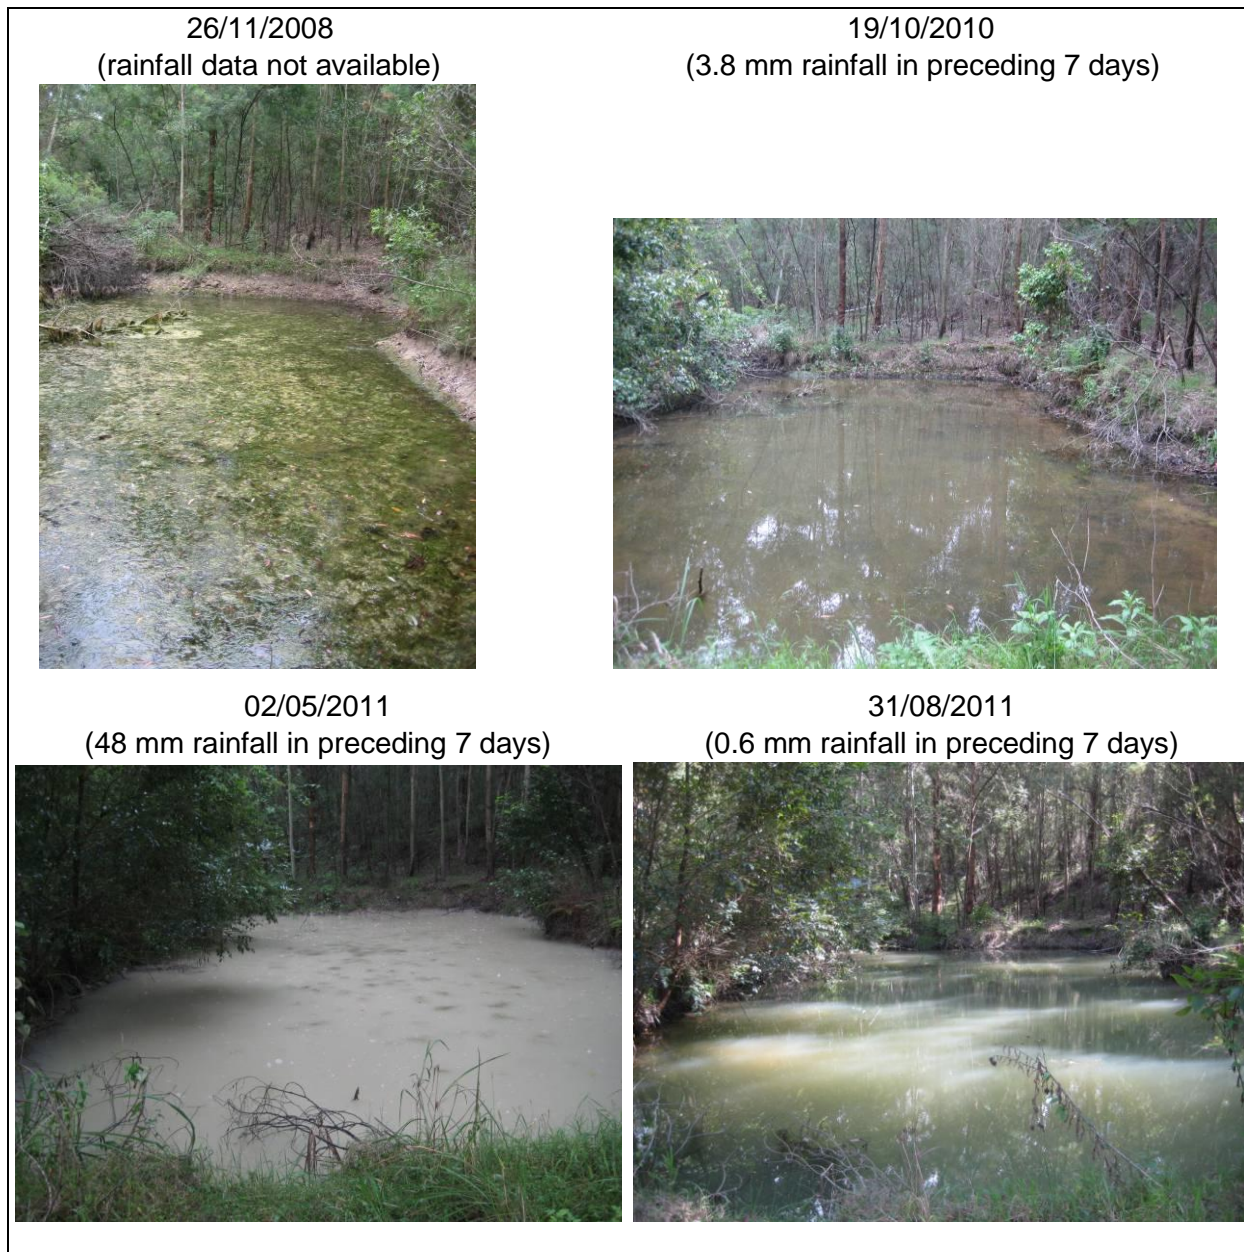 26/11/2008
(rainfall data not available)
19/10/2010
(3.8 mm rainfall in preceding 7 days)
02/05/2011
(48 mm rainfall in preceding 7 days)
31/08/2011
(0.6 mm rainfall in preceding 7 days)